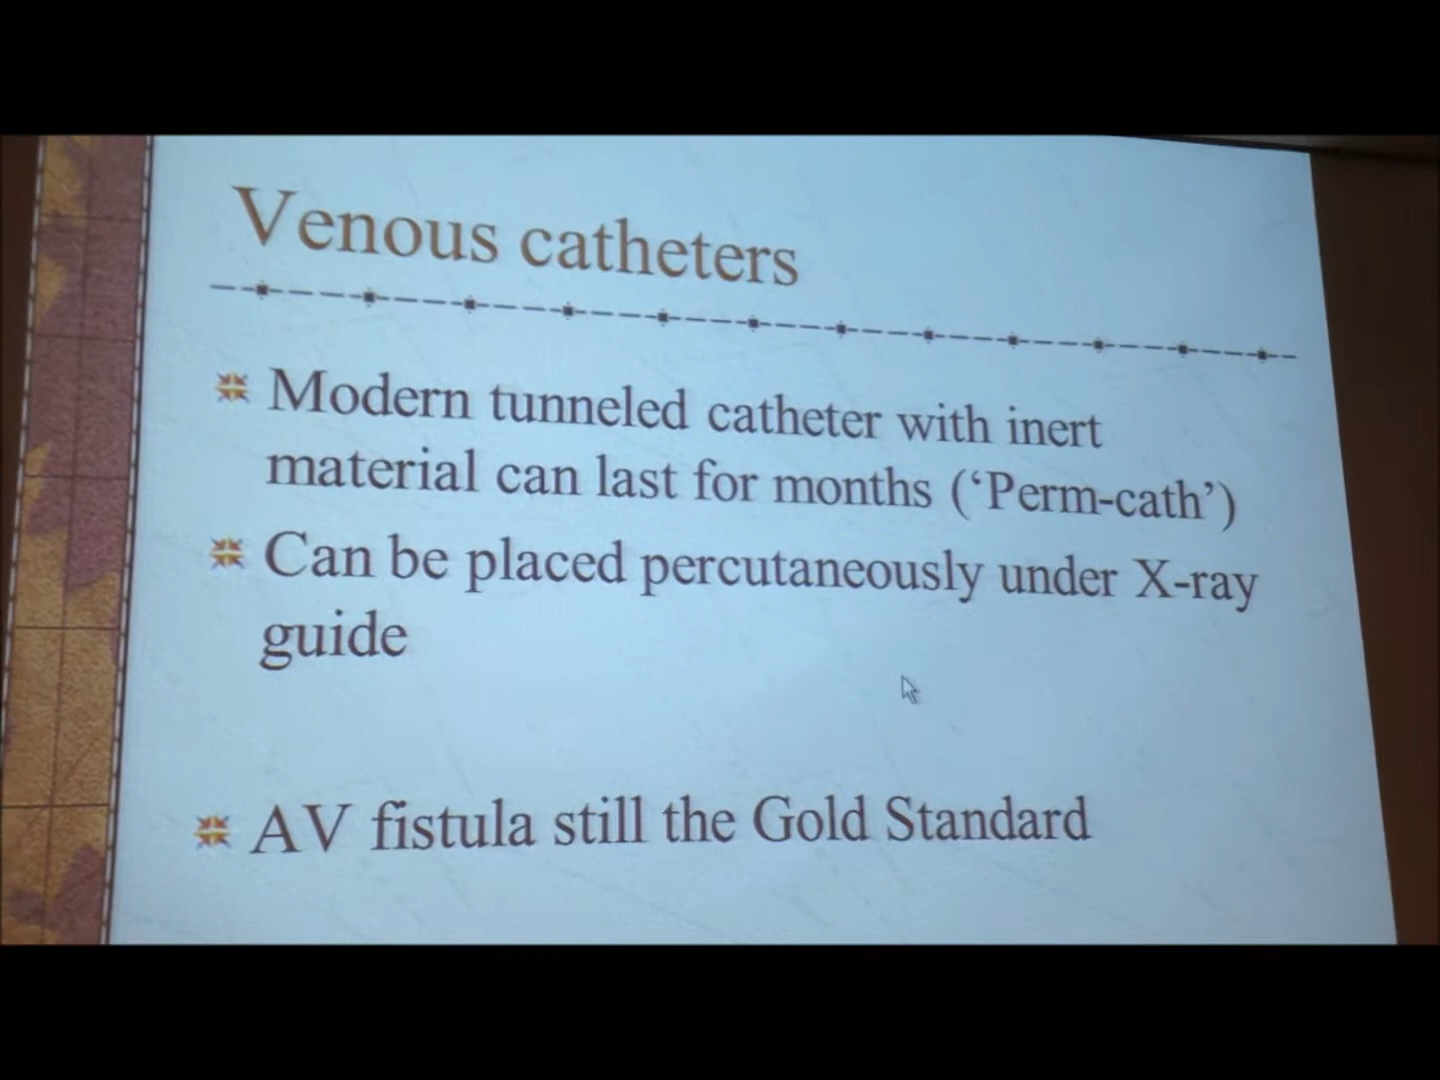 Venous catheters
Modern tunneled catheter with inert
material can last for months (‘Perm-cath’)
Can be placed percutaneously under X-ray
guide
AV fistula still the Gold Standard